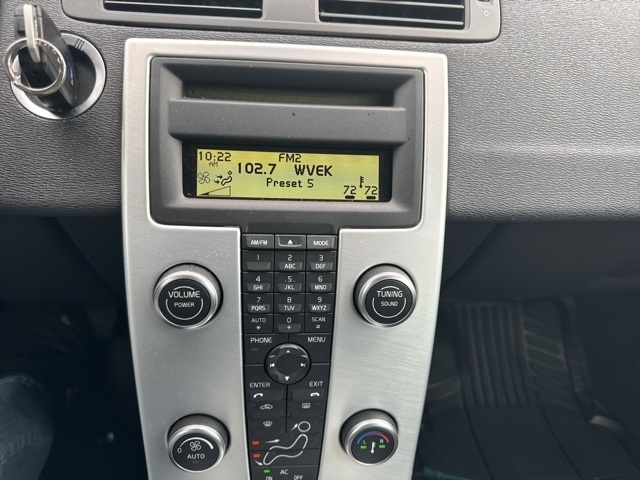 10:22 AM FM2
102.7 WVEK
Preset 5
72 72
AM/FM MODE
1 2 ABC 3 DEF
4 GHI 5 JKL 6 MNO
7 PQRS 8 TUV 9 WXYZ
AUTO * 0 + SCAN #
VOLUME
POWER
TUNING
SOUND
PHONE MENU
ENTER EXIT
0 AUTO
L R
AC
ON OFF